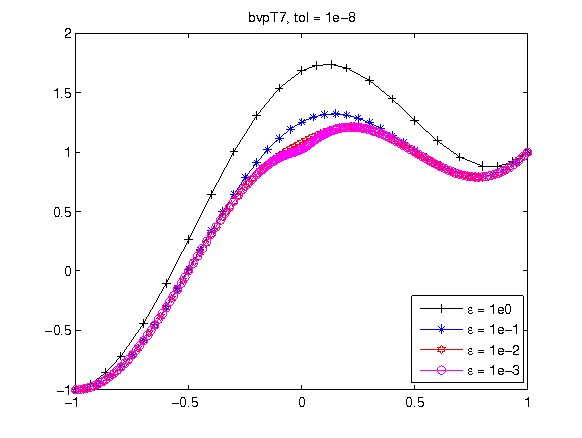 bvpT7, tol = 1e-8
2
1.5
1
0.5
0
−0.5
−1
−1
−0.5
0
0.5
1
ε = 1e0
ε = 1e−1
ε = 1e−2
ε = 1e−3